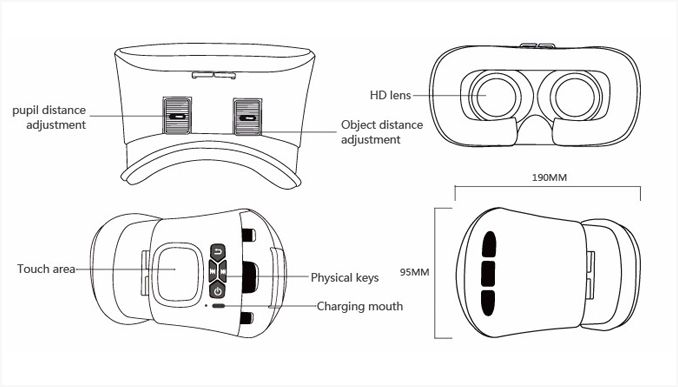 pupil distance
adjustment
Object distance
adjustment
HD lens
190MM
Touch area
Physical keys
Charging mouth
95MM